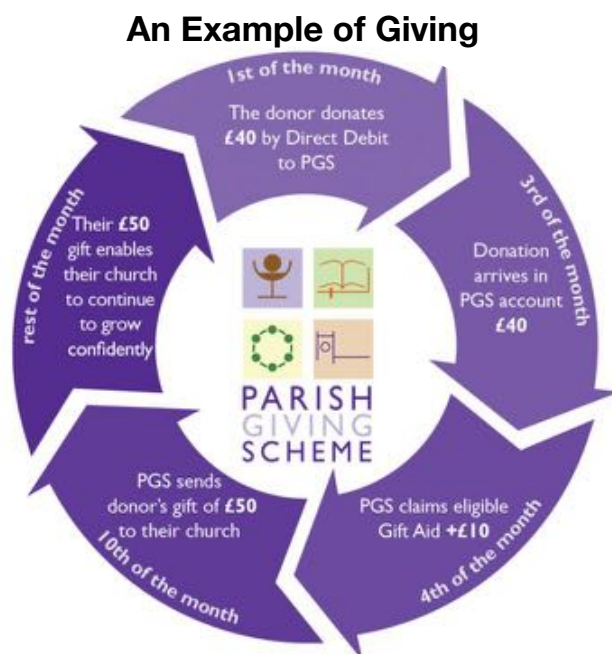 An Example of Giving
1st of the month
The donor donates
£40 by Direct Debit
to PGS
3rd of the month
Donation
arrives in
PGS account
£40
4th of the month
PGS claims eligible
Gift Aid +£10
10th of the month
PGS sends
donor's gift of £50
to their church
rest of the month
Their £50
gift enables
their church
to continue
to grow
confidently
PARISH
GIVING
SCHEME